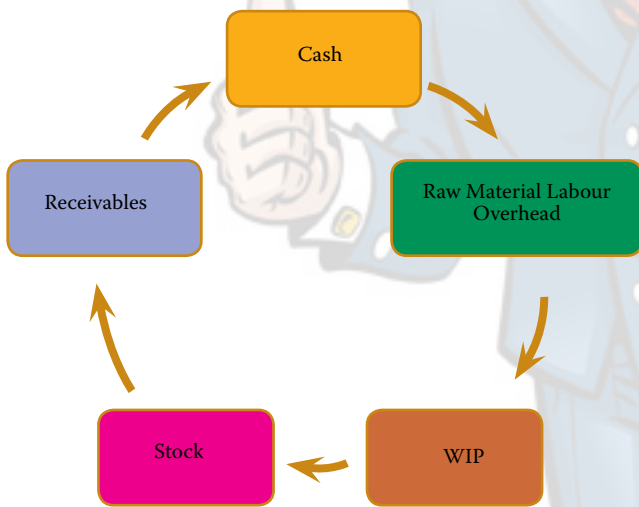 Cash
Raw Material Labour
Overhead
WIP
Stock
Receivables